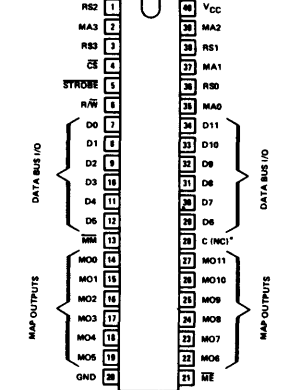 RS2 1 40 VCC
MA3 2 39 MA2
RS3 3 38 RS1
CS 4 37 MA1
STROBE 5 36 RS0
R/W 6 35 MA0
D0 7 34 D11
D1 8 33 D10
D2 9 32 D9
D3 10 31 D8
D4 11 30 D7
D5 12 29 D6
MM 13 28 C (NC)*
MO0 14 27 MO11
MO1 15 26 MO10
MO2 16 25 MO9
MO3 17 24 MO8
MO4 18 23 MO7
MO5 19 22 MO6
GND 20 21 ME
DATA BUS I/O
MAP OUTPUTS
DATA BUS I/O
MAP OUTPUTS